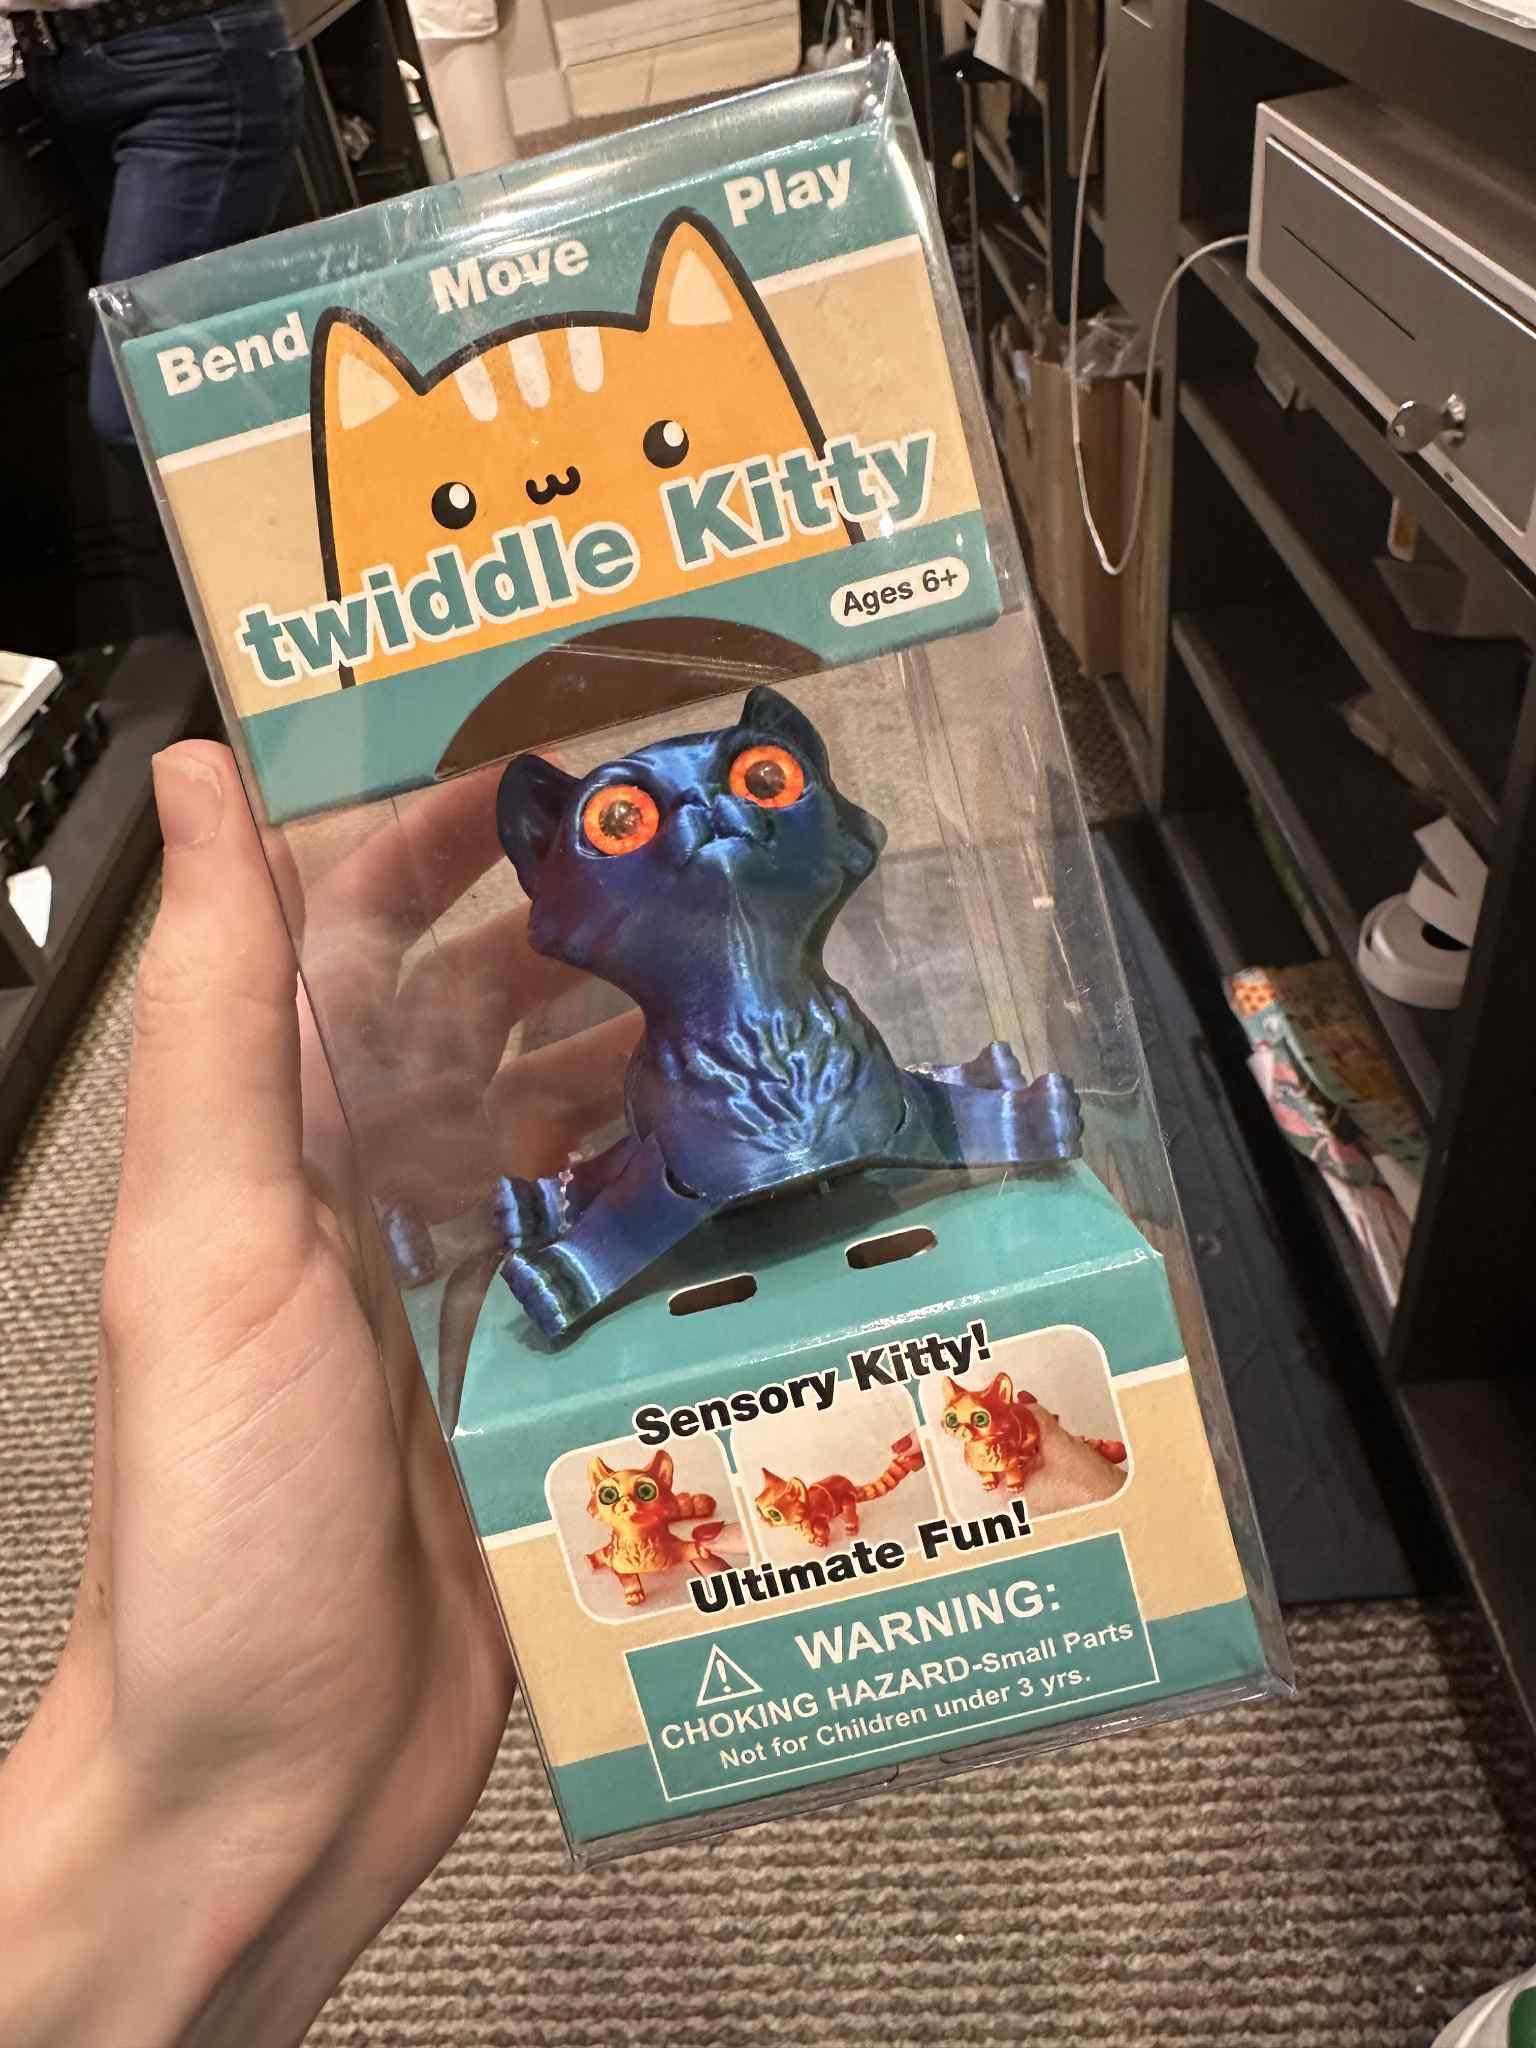 Bend Move Play
twiddle Kitty
Ages 6+
Sensory Kitty!
Ultimate Fun!
WARNING:
CHOKING HAZARD-Small Parts
Not for Children under 3 yrs.